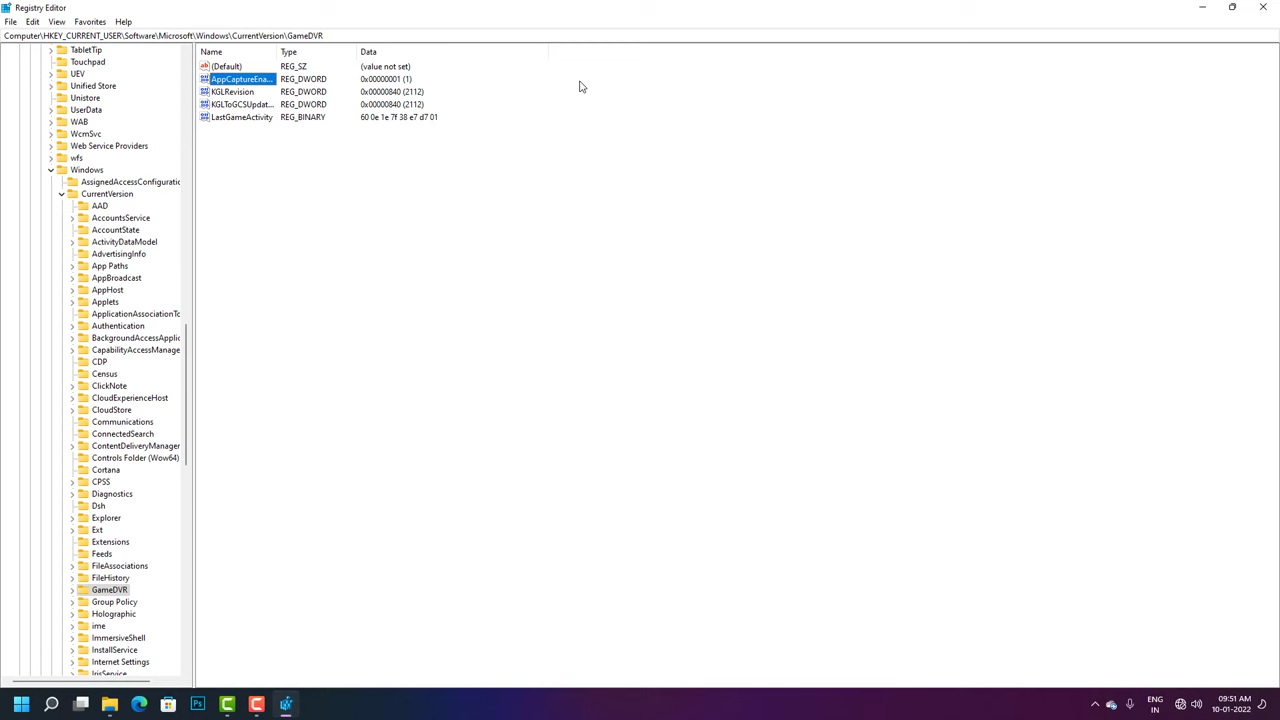 Registry Editor
File Edit View Favorites Help
Computer\HKEY_CURRENT_USER\Software\Microsoft\Windows\CurrentVersion\GameDVR
TabletTip
Touchpad
UEV
Unified Store
Unistore
UserData
WAB
WcmSvc
Web Service Providers
wfs
Windows
AssignedAccessConfiguratic
CurrentVersion
AAD
AccountsService
AccountState
ActivityDataModel
AdvertisingInfo
App Paths
AppBroadcast
AppHost
Applets
ApplicationAssociationTo
Authentication
BackgroundAccessApplic
CapabilityAccessManage
CDP
Census
ClickNote
CloudExperienceHost
CloudStore
Communications
ConnectedSearch
ContentDeliveryManager
Controls Folder (Wow64)
Cortana
CPSS
Diagnostics
Dsh
Explorer
Ext
Extensions
Feeds
FileAssociations
FileHistory
GameDVR
Group Policy
Holographic
ime
ImmersiveShell
InstallService
Internet Settings
IrisService
Name Type Data
(Default) REG_SZ (value not set)
AppCaptureEna... REG_DWORD 0x00000001 (1)
KGLRevision REG_DWORD 0x00000840 (2112)
KGLToGCSUpdat... REG_DWORD 0x00000840 (2112)
LastGameActivity REG_BINARY 60 0e 1e 7f 38 e7 d7 01
Ps
ENG
IN
09:51 AM
10-01-2022